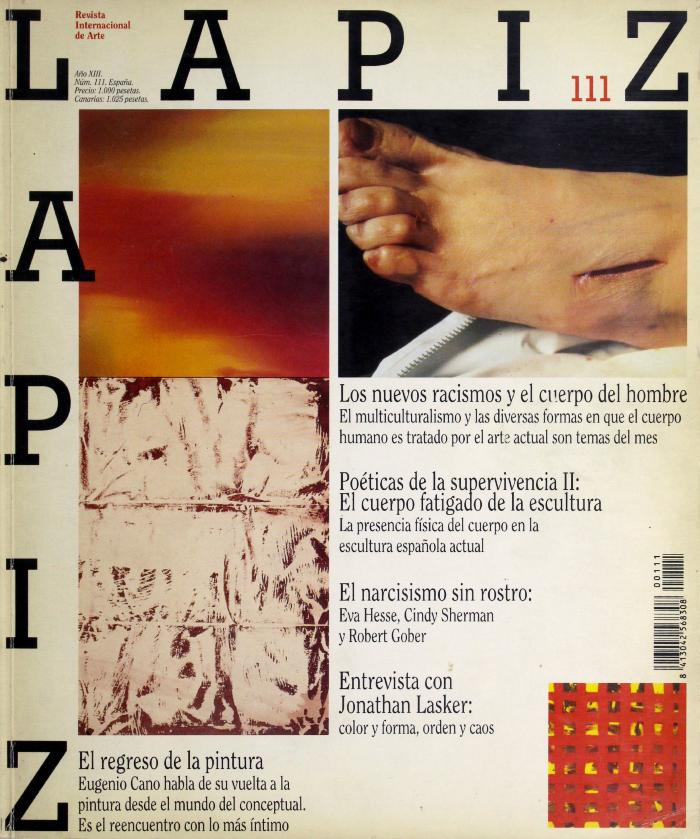 LAPIZ
Revista
Internacional
de Arte
Año XIII.
Núm. 111. España.
Precio: 1.000 pesetas.
Canarias: 1.025 pesetas.
111
A
P
I
Z
Los nuevos racismos y el cuerpo del hombre
El multiculturalismo y las diversas formas en que el cuerpo
humano es tratado por el arte actual son temas del mes
Poéticas de la supervivencia II:
El cuerpo fatigado de la escultura
La presencia física del cuerpo en la
escultura española actual
El narcisismo sin rostro:
Eva Hesse, Cindy Sherman
y Robert Gober
Entrevista con
Jonathan Lasker:
color y forma, orden y caos
00111
8 413042 568308
El regreso de la pintura
Eugenio Cano habla de su vuelta a la
pintura desde el mundo del conceptual.
Es el reencuentro con lo más íntimo